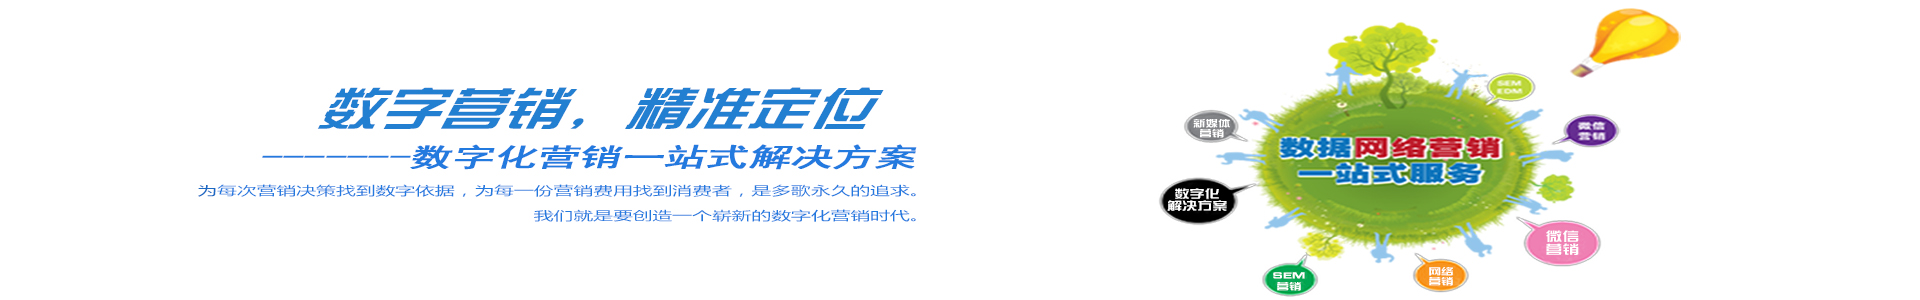 数字营销，精准定位
-------数字化营销一站式解决方案
为每次营销决策找到数字依据，为每一份营销费用找到消费者，是多歌永久的追求。
我们就是要创造一个崭新的数字化营销时代。
SEM
EDM
新媒体
营销
微信
营销
数据网络营销
一站式服务
数字化
解决方案
微信
营销
网络
营销
SEM
营销